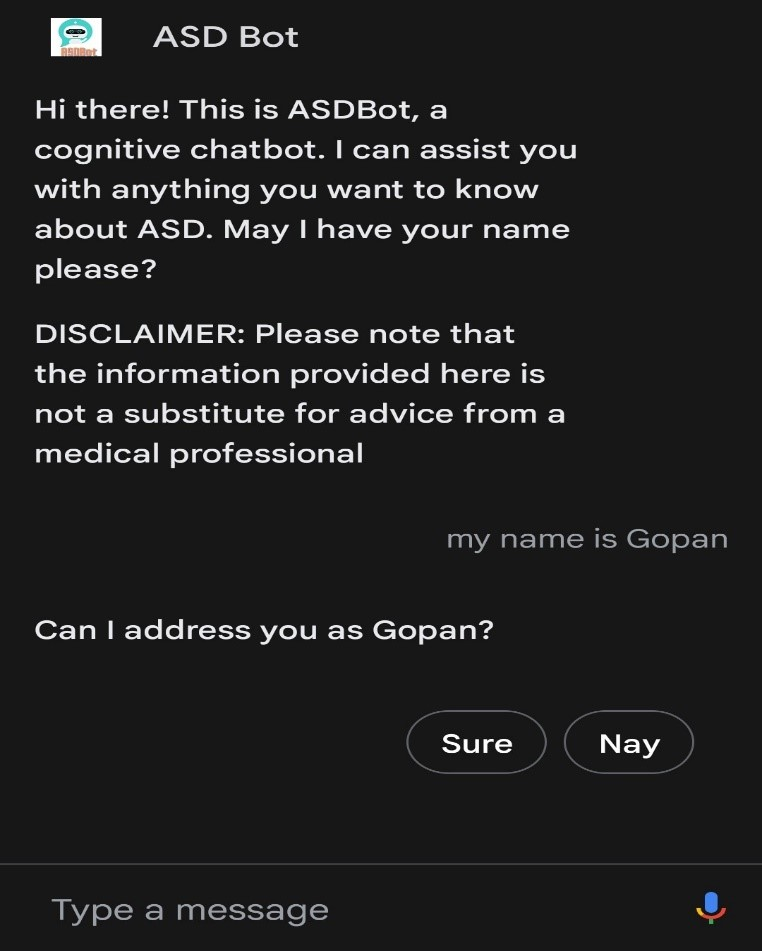 ASDBot
ASD Bot
Hi there! This is ASDBot, a
cognitive chatbot. I can assist you
with anything you want to know
about ASD. May I have your name
please?
DISCLAIMER: Please note that
the information provided here is
not a substitute for advice from a
medical professional
my name is Gopan
Can I address you as Gopan?
Sure
Nay
Type a message